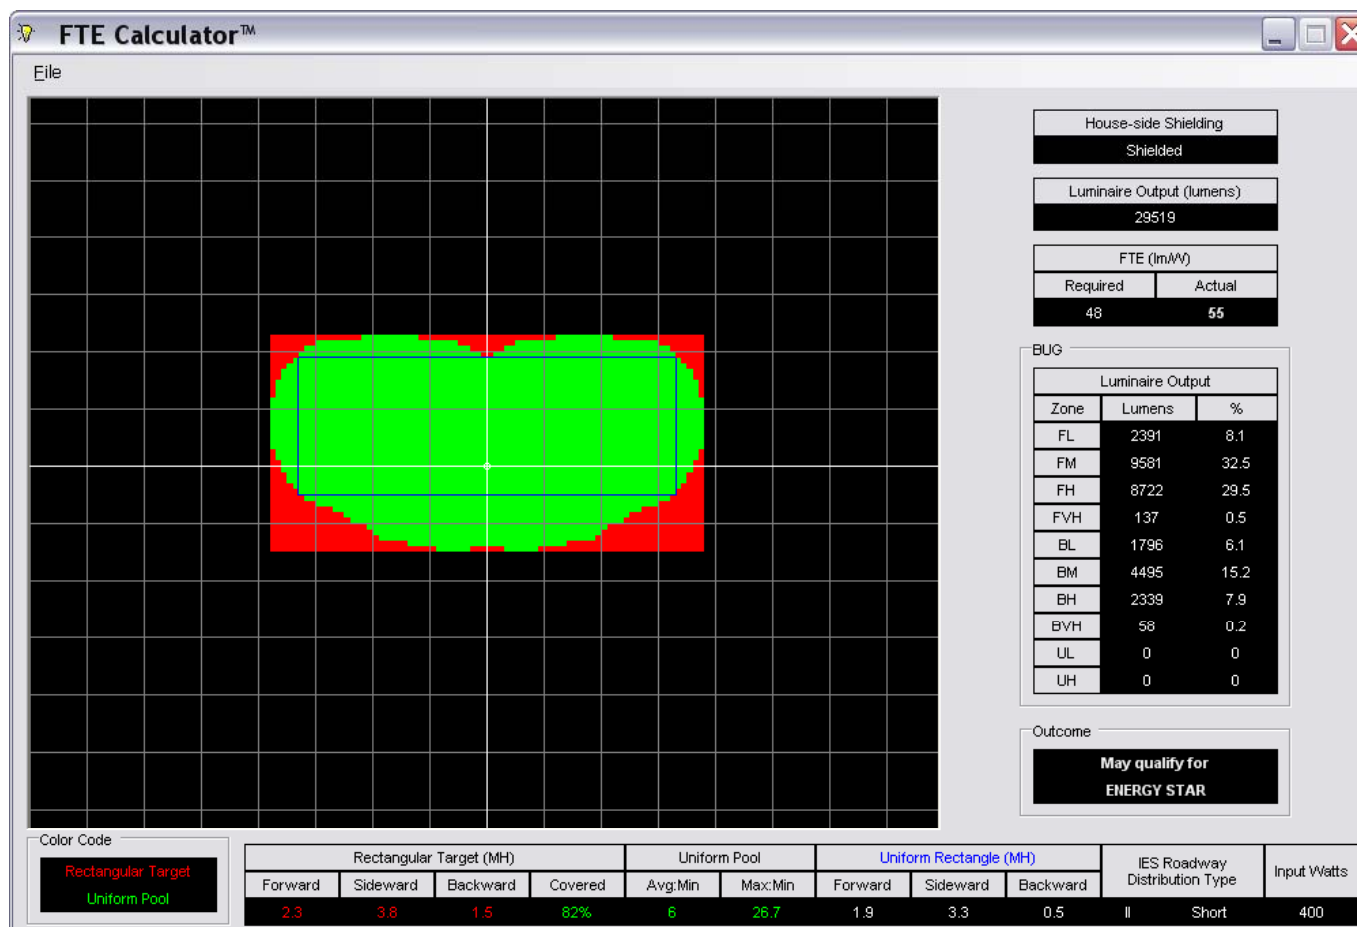 FTE Calculator™
File
House-side Shielding
Shielded
Luminaire Output (lumens)
29519
FTE (lm/W)
Required Actual
48 55
BUG
Luminaire Output
Zone Lumens %
FL 2391 8.1
FM 9581 32.5
FH 8722 29.5
FVH 137 0.5
BL 1796 6.1
BM 4495 15.2
BH 2339 7.9
BVH 58 0.2
UL 0 0
UH 0 0
Outcome
May qualify for
ENERGY STAR
Color Code
Rectangular Target
Uniform Pool
Rectangular Target (MH) Uniform Pool Uniform Rectangle (MH) IES Roadway
Distribution Type Input Watts
Forward Sideward Backward Covered Avg:Min Max:Min Forward Sideward Backward
2.3 3.8 1.5 82% 6 26.7 1.9 3.3 0.5 II Short 400